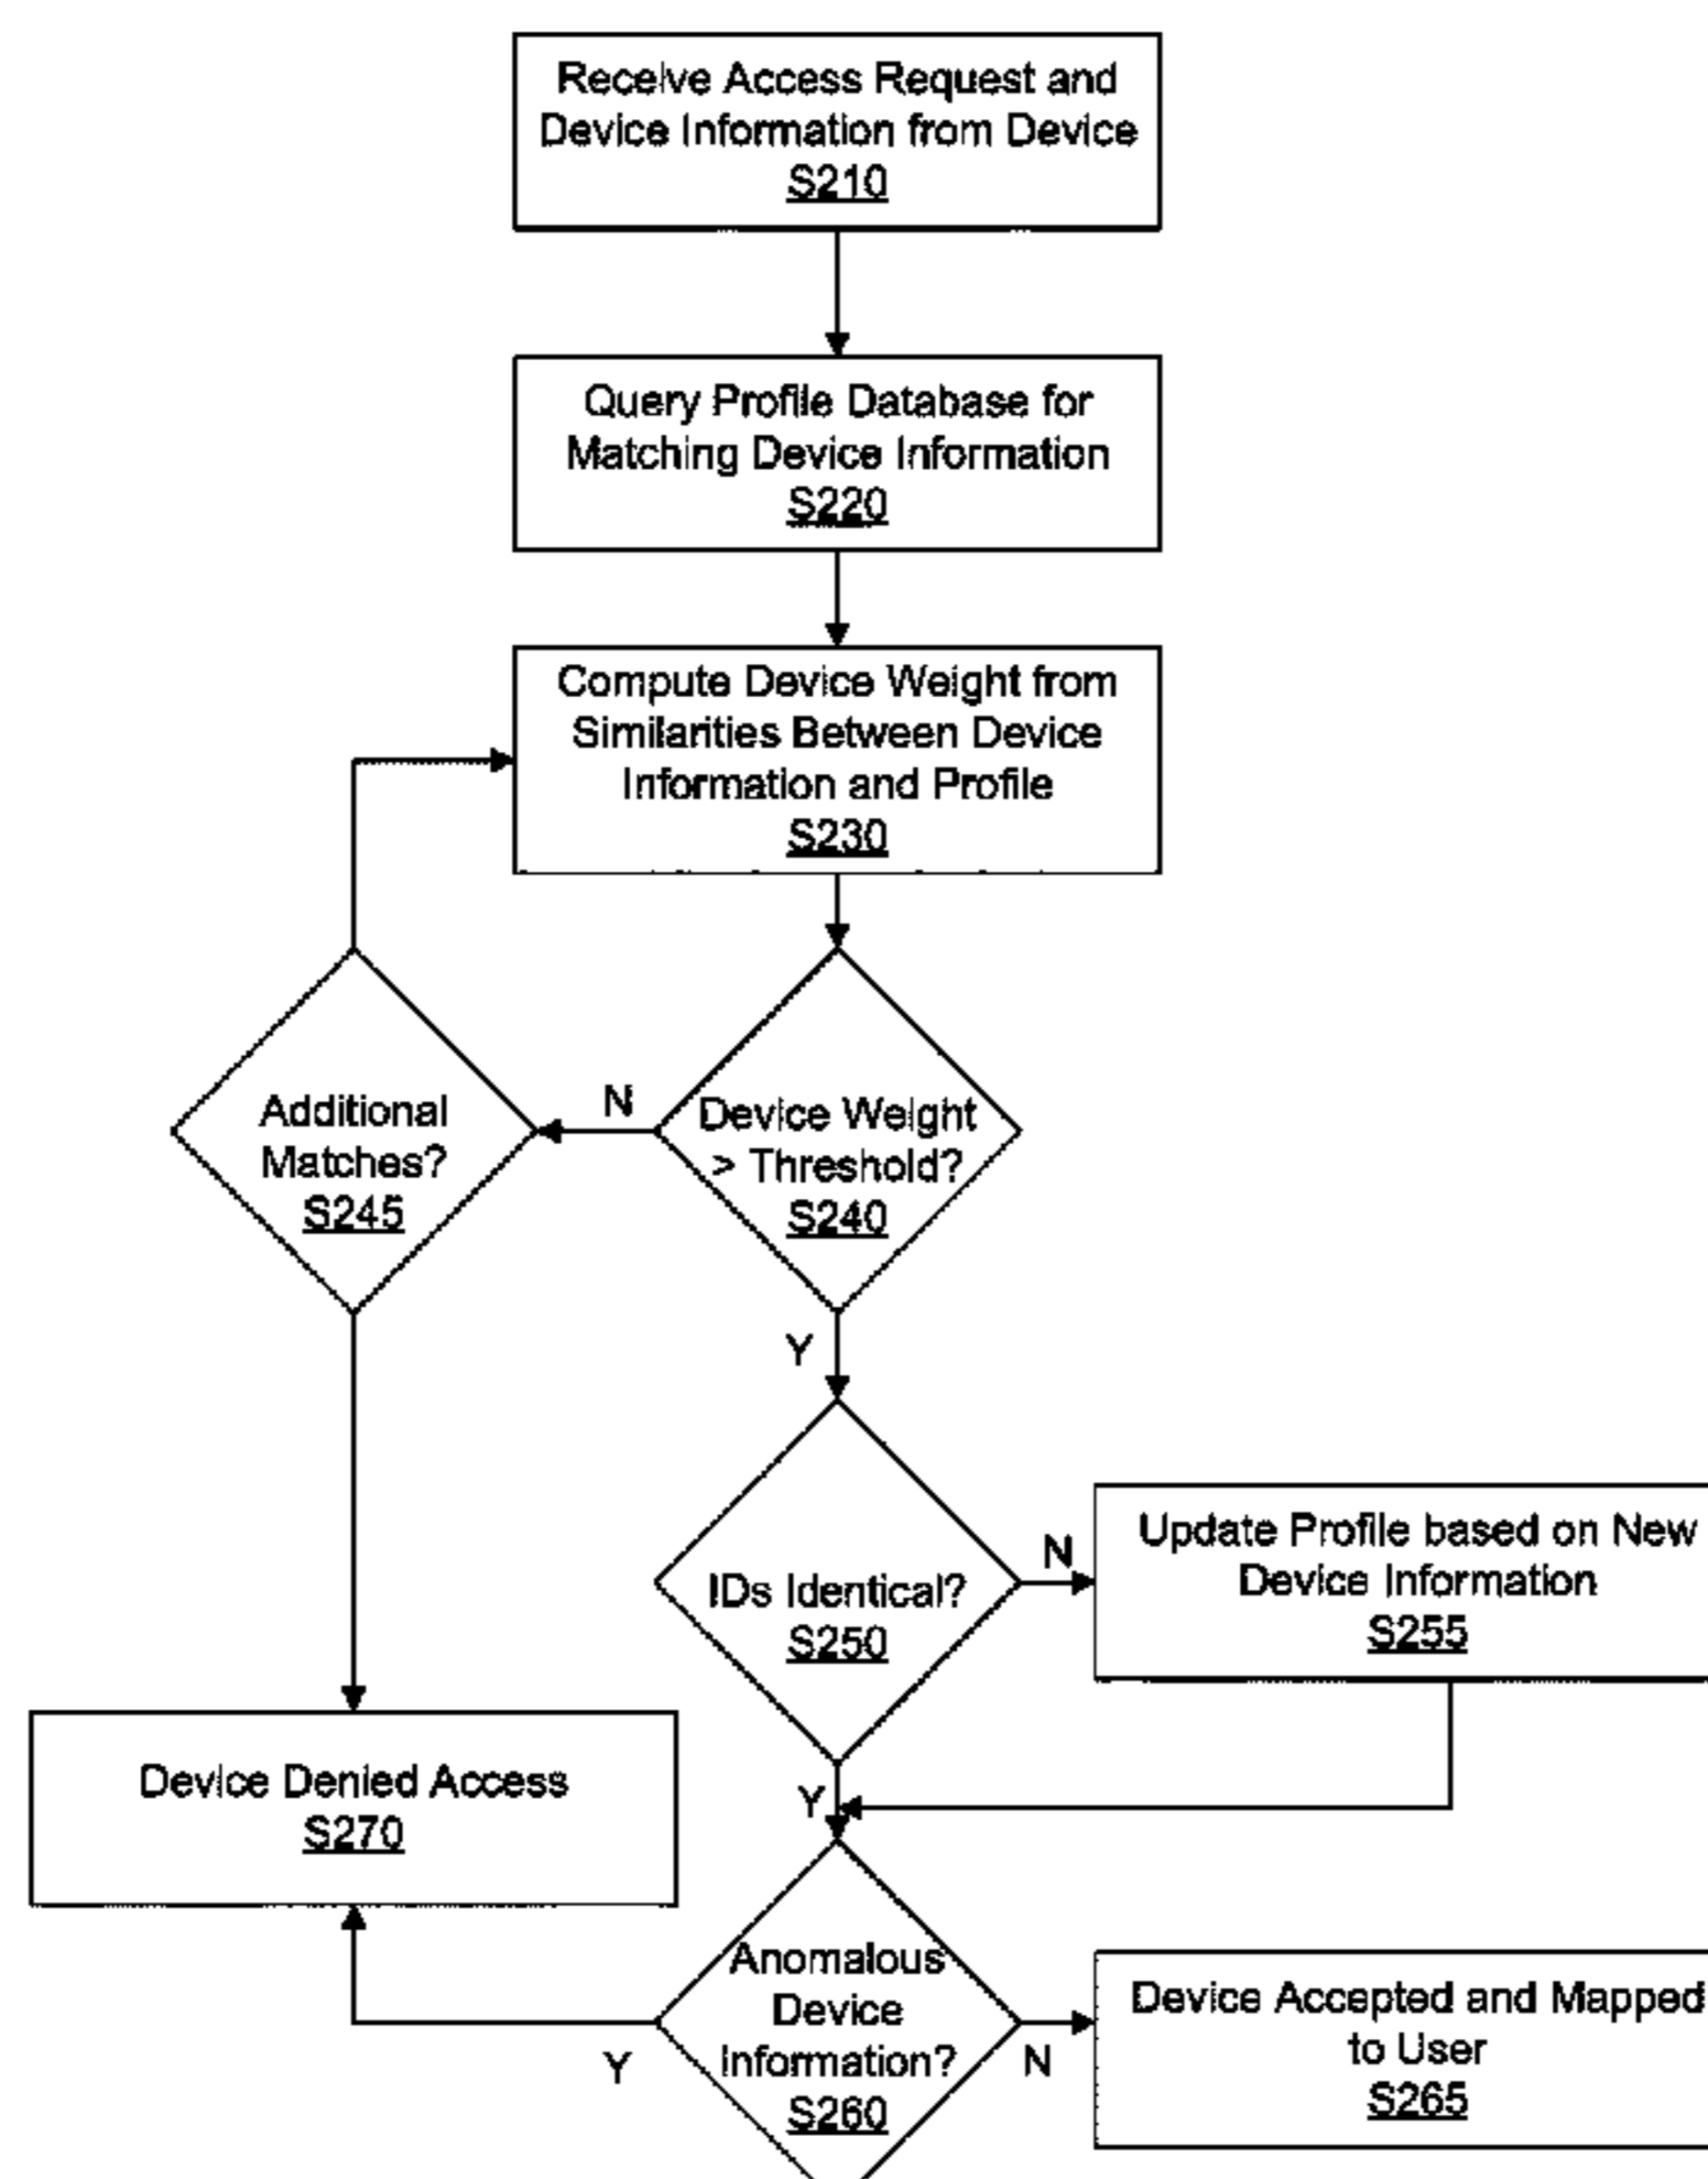 Receive Access Request and
Device Information from Device
S210
Query Profile Database for
Matching Device Information
S220
Compute Device Weight from
Similarities Between Device
Information and Profile
S230
Additional
Matches?
S245
N
Device Weight
> Threshold?
S240
Y
IDs Identical?
S250
N
Update Profile based on New
Device Information
S255
Y
Device Denied Access
S270
Anomalous
Device
Information?
S260
Y
N
Device Accepted and Mapped
to User
S265